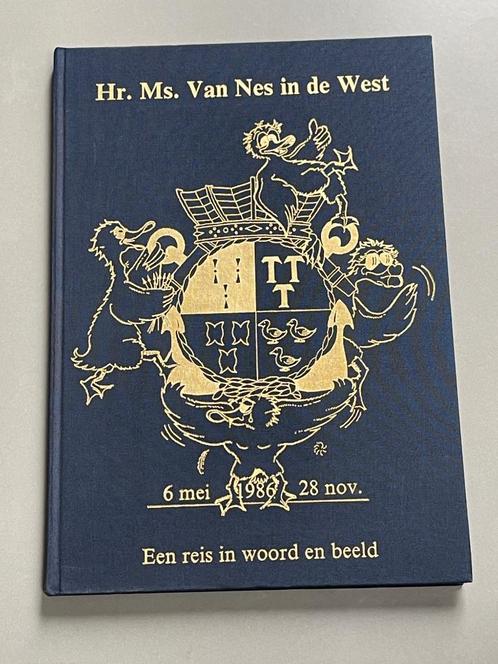 Hr. Ms. Van Nes in de West
6 mei 1986 28 nov.
Een reis in woord en beeld